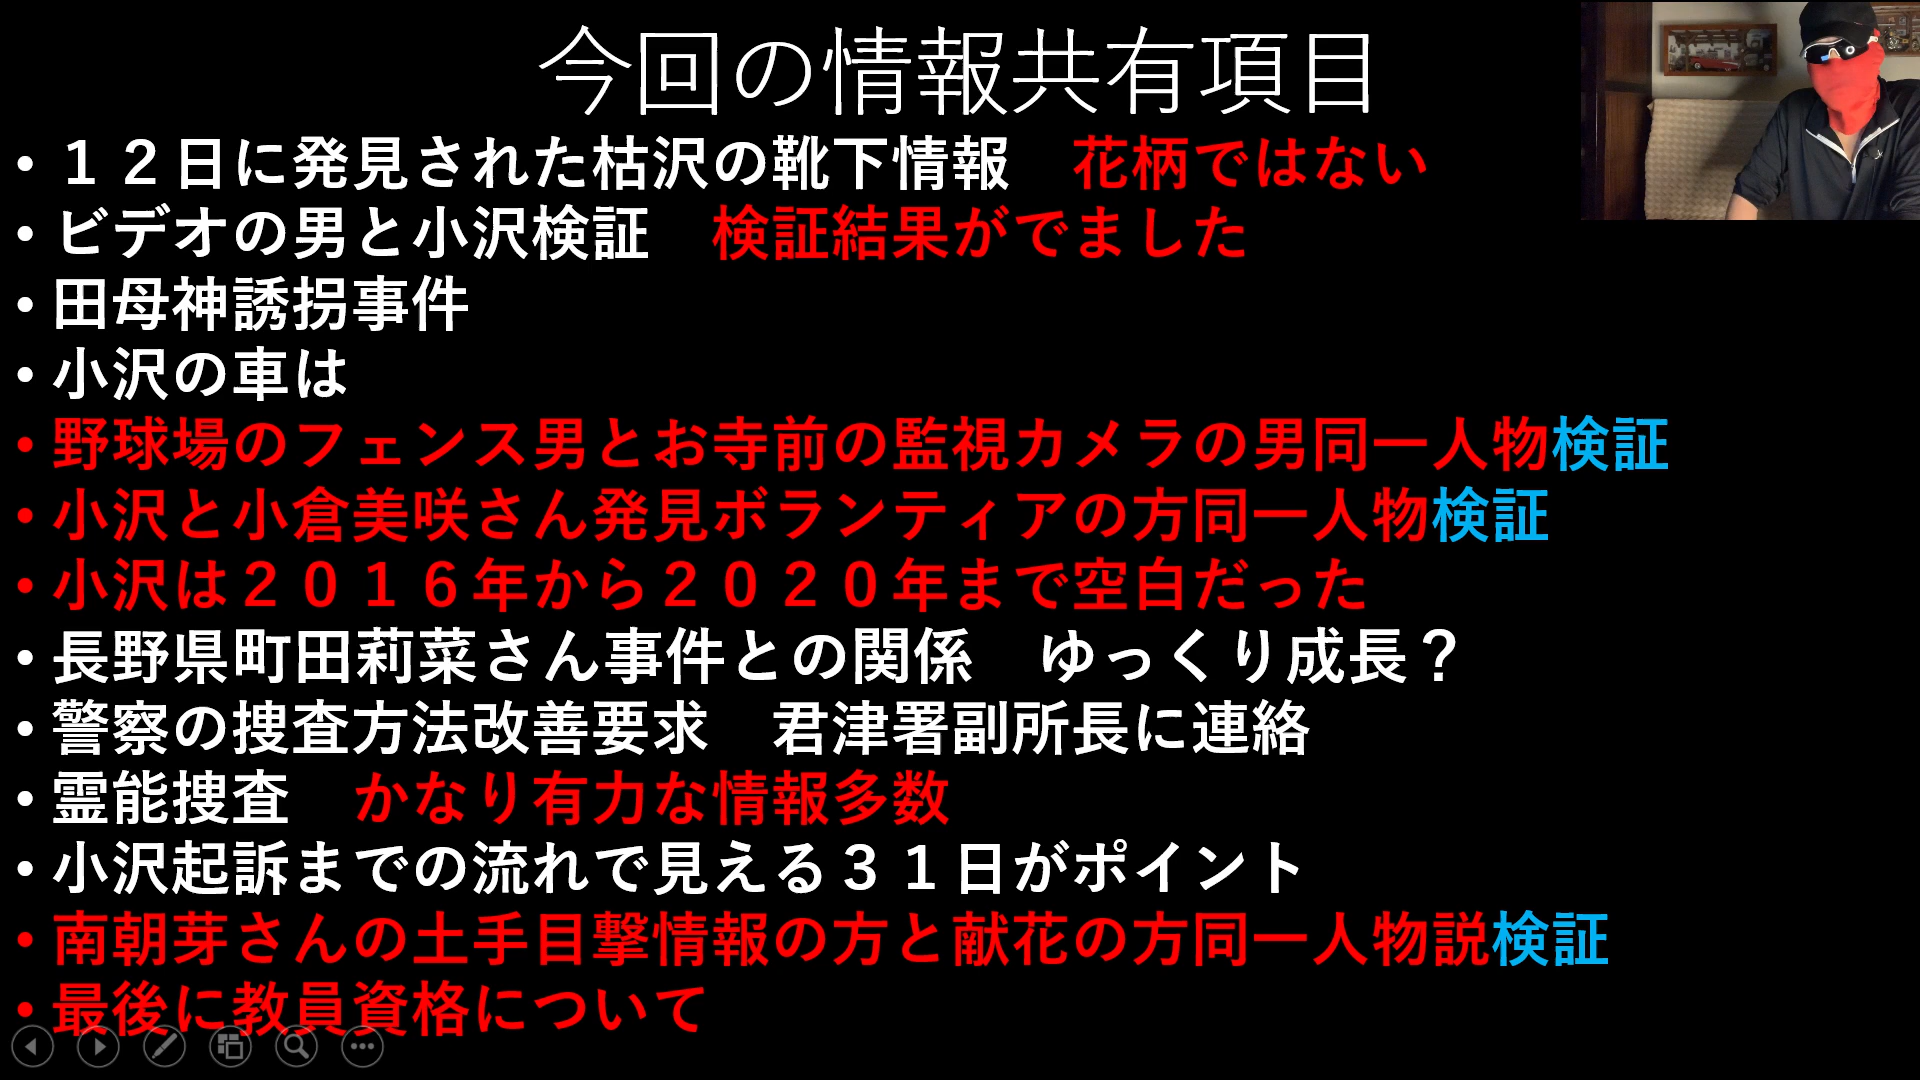 今回の情報共有項目
• １２日に発見された枯沢の靴下情報　花柄ではない
• ビデオの男と小沢検証　検証結果がでました
• 田母神誘拐事件
• 小沢の車は
• 野球場のフェンス男とお寺前の監視カメラの男同一人物検証
• 小沢と小倉美咲さん発見ボランティアの方同一人物検証
• 小沢は２０１６年から２０２０年まで空白だった
• 長野県町田莉菜さん事件との関係　ゆっくり成長？
• 警察の捜査方法改善要求　君津署副所長に連絡
• 霊能捜査　かなり有力な情報多数
• 小沢起訴までの流れで見える３１日がポイント
• 南朝芽さんの土手目撃情報の方と献花の方同一人物説検証
• 最後に教員資格について